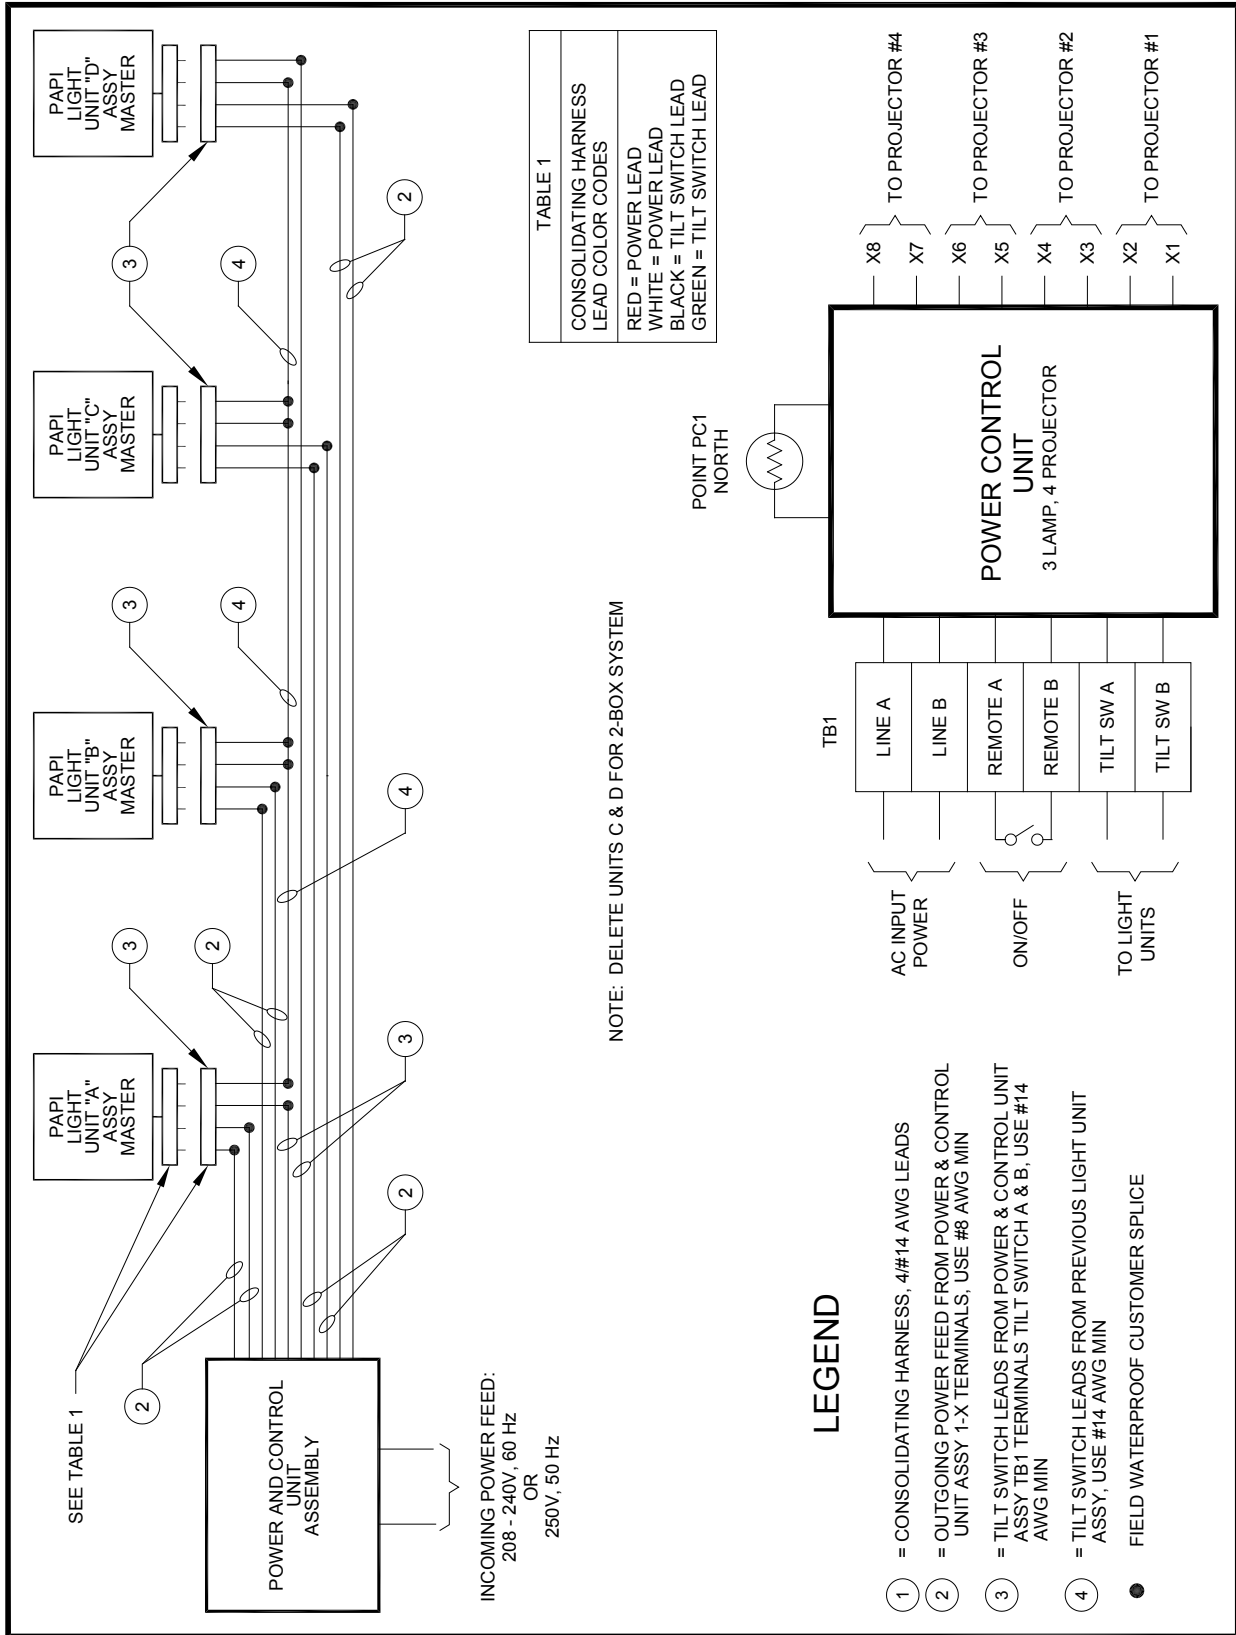 SEE TABLE 1
PAPI
LIGHT
UNIT "A"
ASSY
MASTER
PAPI
LIGHT
UNIT "B"
ASSY
MASTER
PAPI
LIGHT
UNIT "C"
ASSY
MASTER
PAPI
LIGHT
UNIT "D"
ASSY
MASTER
2
3
2
3
3
4
4
3
4
2
2
3
POWER AND CONTROL
UNIT
ASSEMBLY
INCOMING POWER FEED:
208 - 240V, 60 Hz
OR
250V, 50 Hz
TABLE 1
CONSOLIDATING HARNESS
LEAD COLOR CODES
RED = POWER LEAD
WHITE = POWER LEAD
BLACK = TILT SWITCH LEAD
GREEN = TILT SWITCH LEAD
NOTE: DELETE UNITS C & D FOR 2-BOX SYSTEM
LEGEND
1 = CONSOLIDATING HARNESS, 4/#14 AWG LEADS
2 = OUTGOING POWER FEED FROM POWER & CONTROL
UNIT ASSY 1-X TERMINALS, USE #8 AWG MIN
3 = TILT SWITCH LEADS FROM POWER & CONTROL UNIT
ASSY TB1 TERMINALS TILT SWITCH A & B, USE #14
AWG MIN
4 = TILT SWITCH LEADS FROM PREVIOUS LIGHT UNIT
ASSY, USE #14 AWG MIN
FIELD WATERPROOF CUSTOMER SPLICE
POINT PC1
NORTH
TB1
AC INPUT
POWER
ON/OFF
TO LIGHT
UNITS
LINE A
LINE B
REMOTE A
REMOTE B
TILT SW A
TILT SW B
POWER CONTROL
UNIT
3 LAMP, 4 PROJECTOR
X8
X7
X6
X5
X4
X3
X2
X1
TO PROJECTOR #4
TO PROJECTOR #3
TO PROJECTOR #2
TO PROJECTOR #1